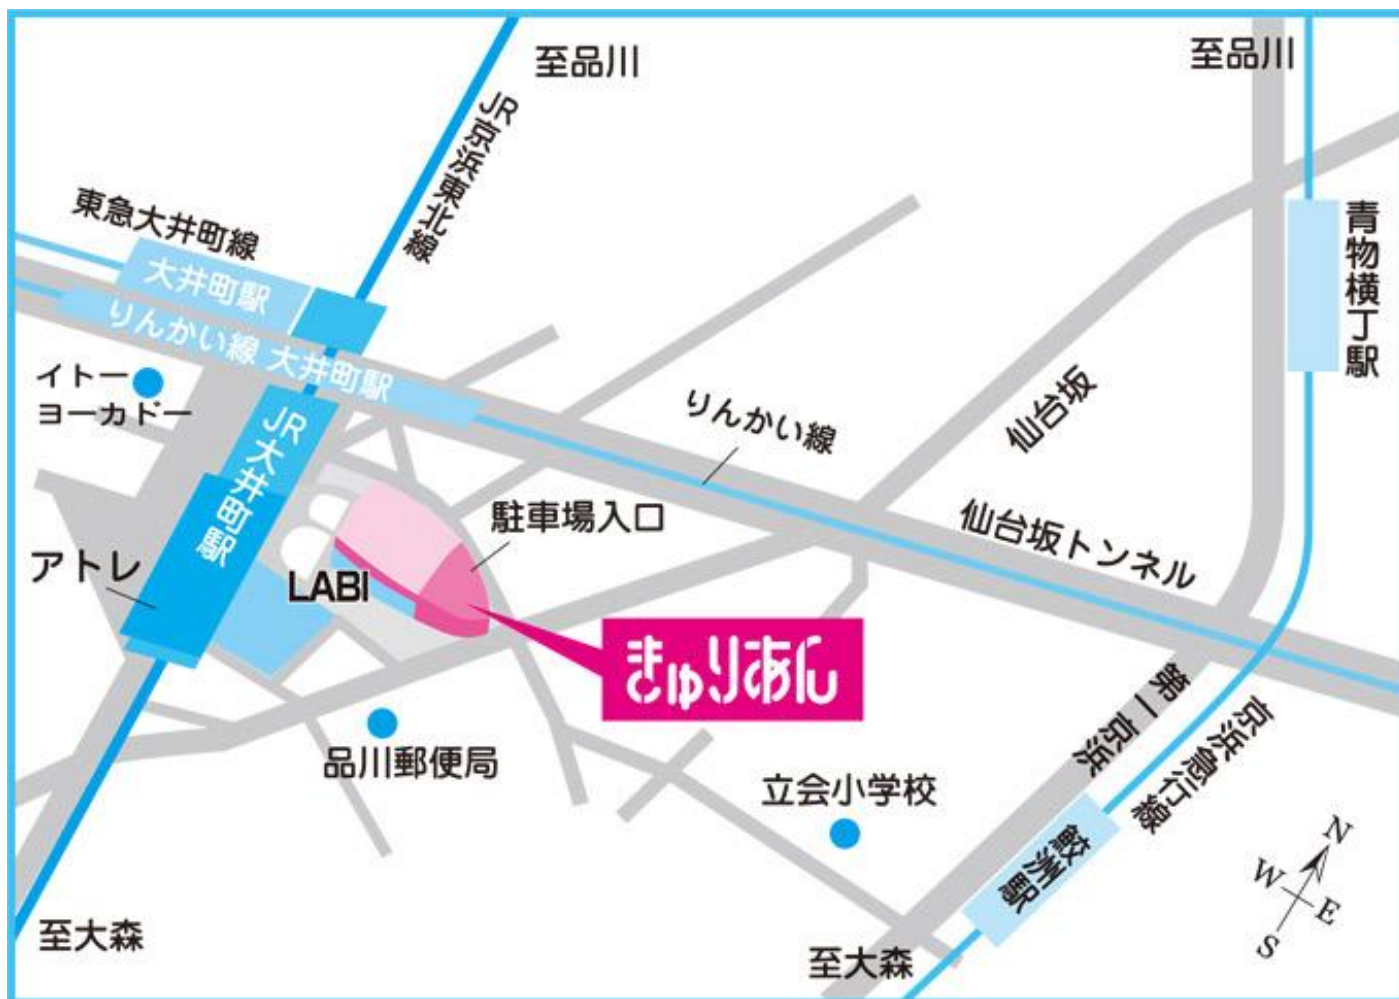 至品川
至品川
JR京浜東北線
東急大井町線
大井町駅
りんかい線 大井町駅
青物横丁駅
イトー
ヨーカドー
JR大井町駅
りんかい線
仙台坂
駐車場入口
仙台坂トンネル
アトレ
LABI
きゅりあん
第一京浜
京浜急行線
品川郵便局
立会小学校
鮫洲駅
N
W
E
S
至大森
至大森